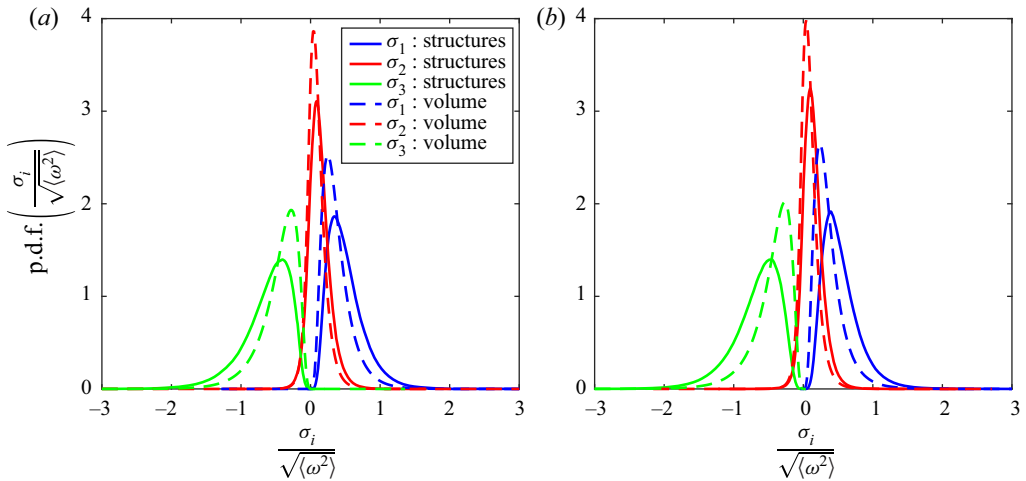 (a)
(b)
4
3
2
1
0
p.d.f. (σi / √⟨ω²⟩)
σ1 : structures
σ2 : structures
σ3 : structures
σ1 : volume
σ2 : volume
σ3 : volume
–3 –2 –1 0 1 2 3
σi / √⟨ω²⟩
4
3
2
1
0
–3 –2 –1 0 1 2 3
σi / √⟨ω²⟩